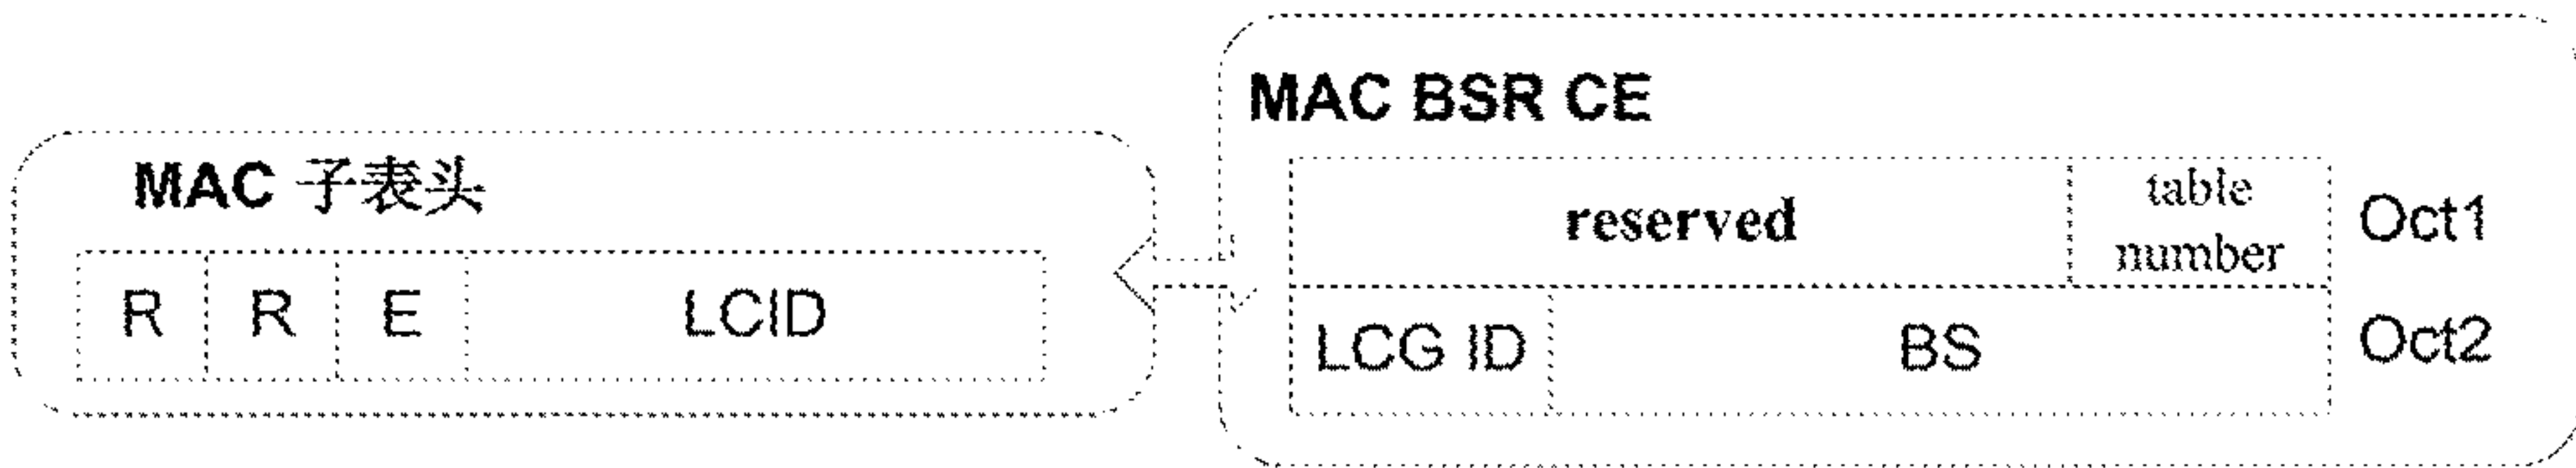 MAC 子表头
R R E LCID
MAC BSR CE
reserved
table
number
Oct1
LCG ID BS Oct2